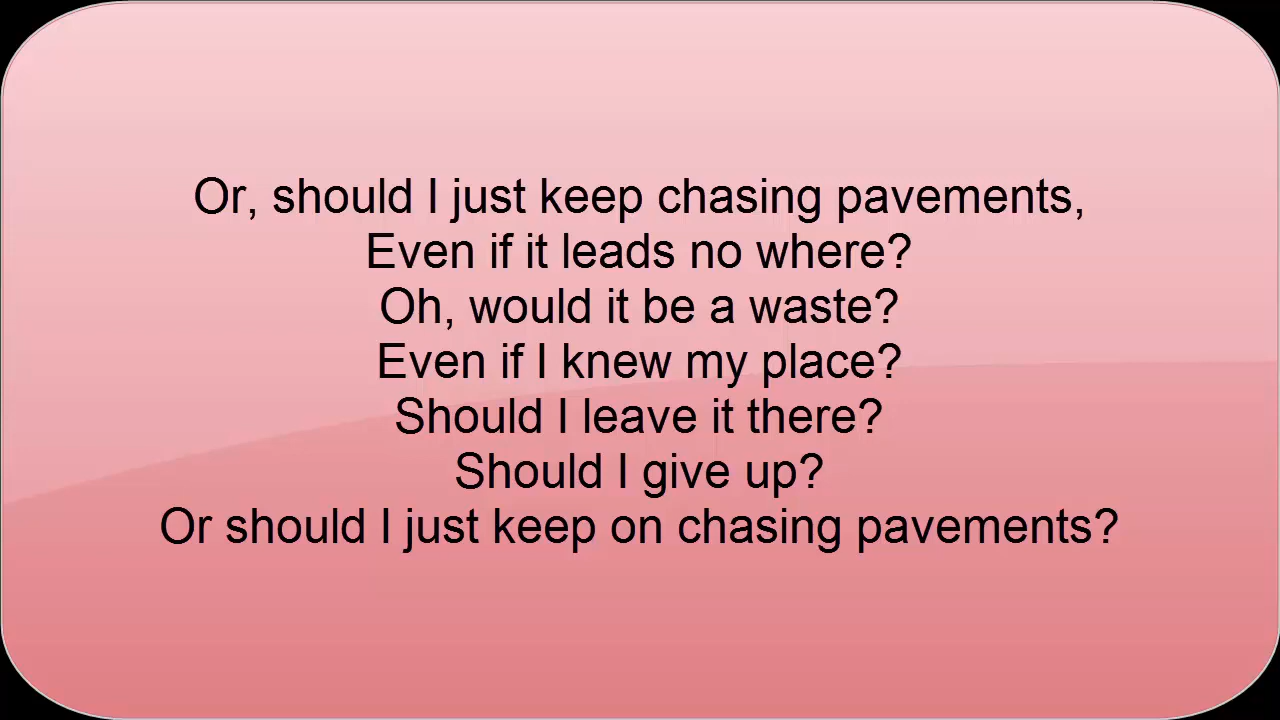 Or, should I just keep chasing pavements,
Even if it leads no where?
Oh, would it be a waste?
Even if I knew my place?
Should I leave it there?
Should I give up?
Or should I just keep on chasing pavements?